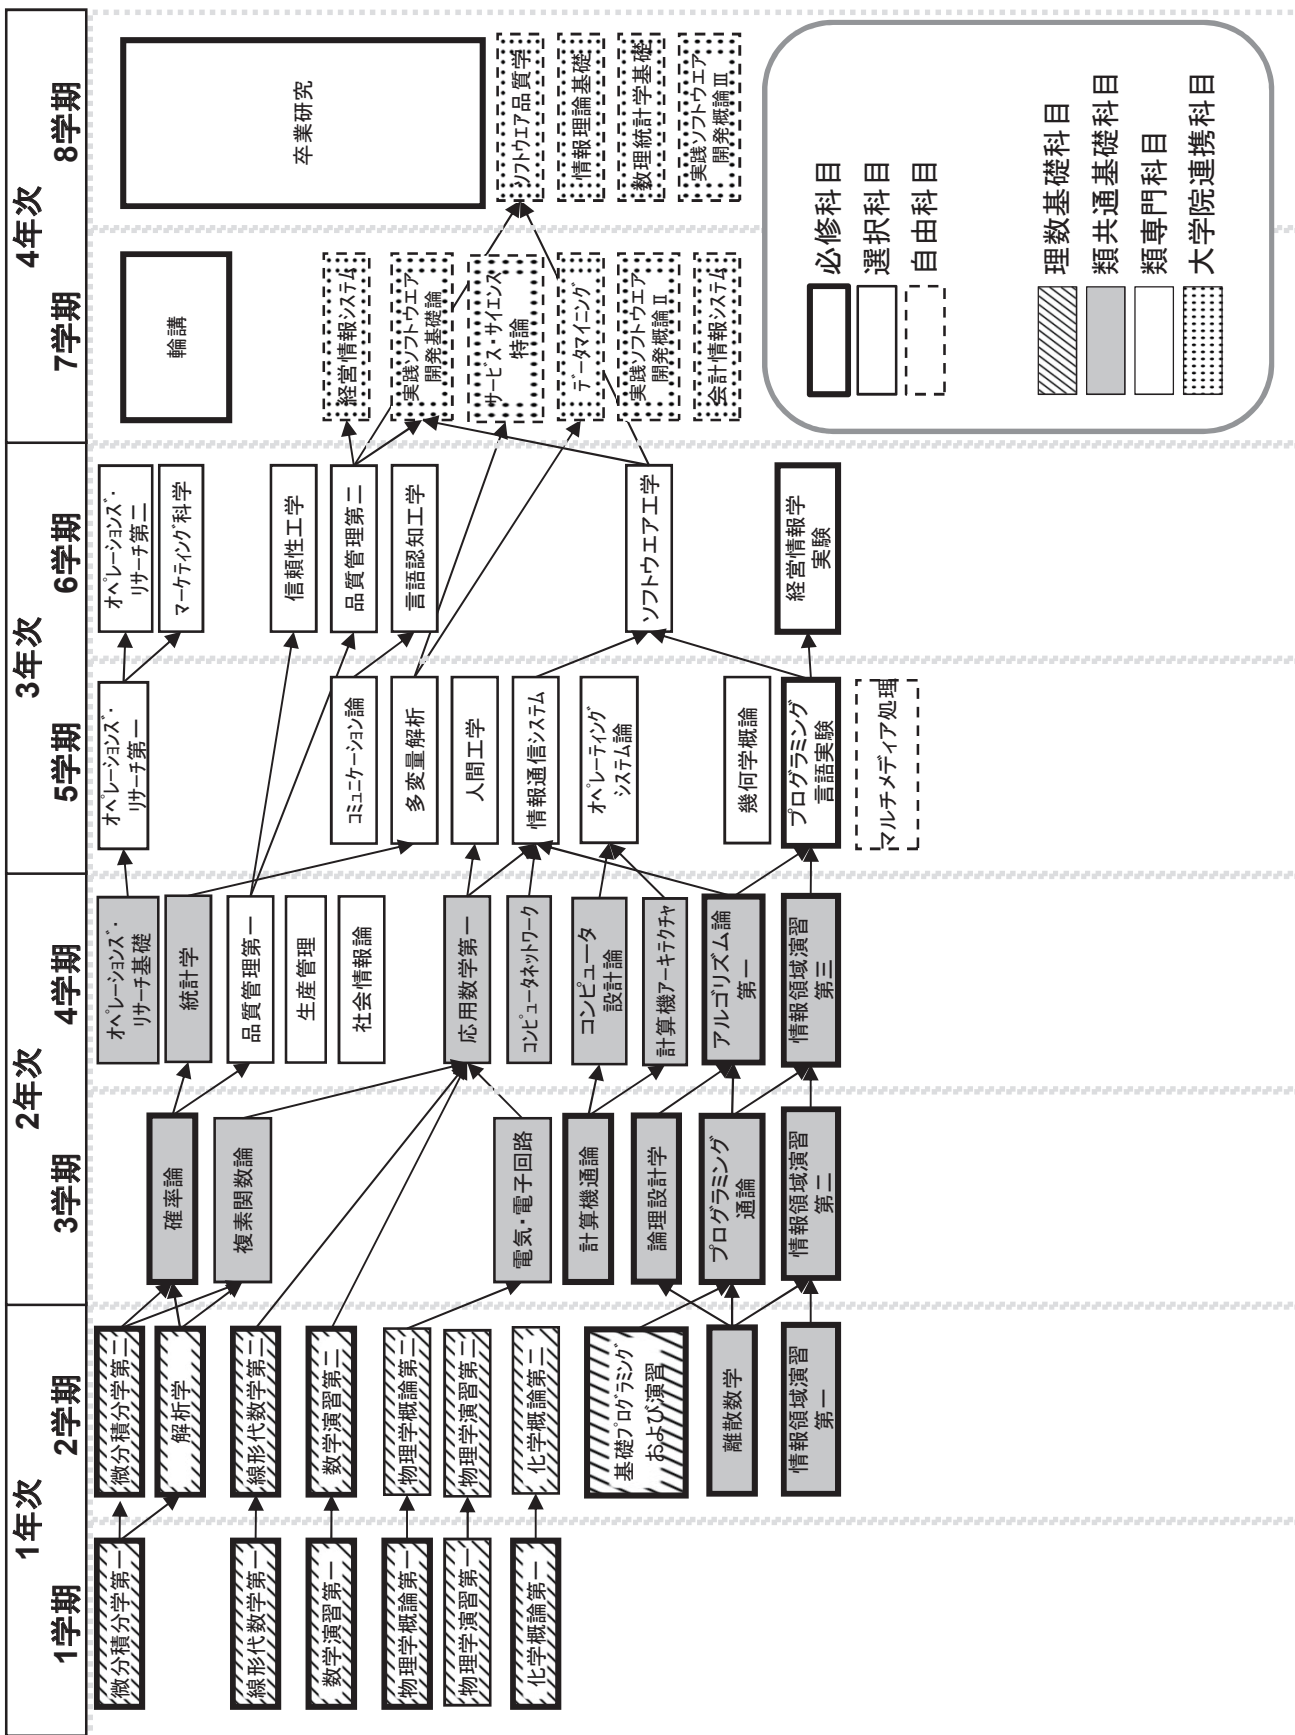 1年次
2年次
3年次
4年次
1学期
2学期
3学期
4学期
5学期
6学期
7学期
8学期
微分積分学第一
線形代数学第一
数学演習第一
物理学概論第一
物理学演習第一
化学概論第一
微分積分学第二
解析学
線形代数学第二
数学演習第二
物理学概論第二
物理学演習第二
化学概論第二
基礎プログラミング
および演習
離散数学
情報領域演習
第一
確率論
複素関数論
電気・電子回路
計算機通論
論理設計学
プログラミング
通論
情報領域演習
第二
オペレーションズ・
リサーチ基礎
統計学
品質管理第一
生産管理
社会情報論
応用数学第一
コンピュータネットワーク
コンピュータ
設計論
計算機アーキテクチャ
アルゴリズム論
第一
情報領域演習
第三
オペレーションズ・
リサーチ第一
コミュニケーション論
多変量解析
人間工学
情報通信システム
オペレーティング
システム論
幾何学概論
プログラミング
言語実験
マルチメディア処理
オペレーションズ・
リサーチ第二
マーケティング科学
信頼性工学
品質管理第二
言語認知工学
ソフトウエア工学
経営情報学
実験
輪講
経営情報システム
実践ソフトウエア
開発基礎論
サービス・サイエンス
特論
データマイニング
実践ソフトウエア
開発概論Ⅱ
会計情報システム
卒業研究
ソフトウエア品質学
情報理論基礎
数理統計学基礎
実践ソフトウエア
開発概論Ⅲ
必修科目
選択科目
自由科目
理数基礎科目
類共通基礎科目
類専門科目
大学院連携科目